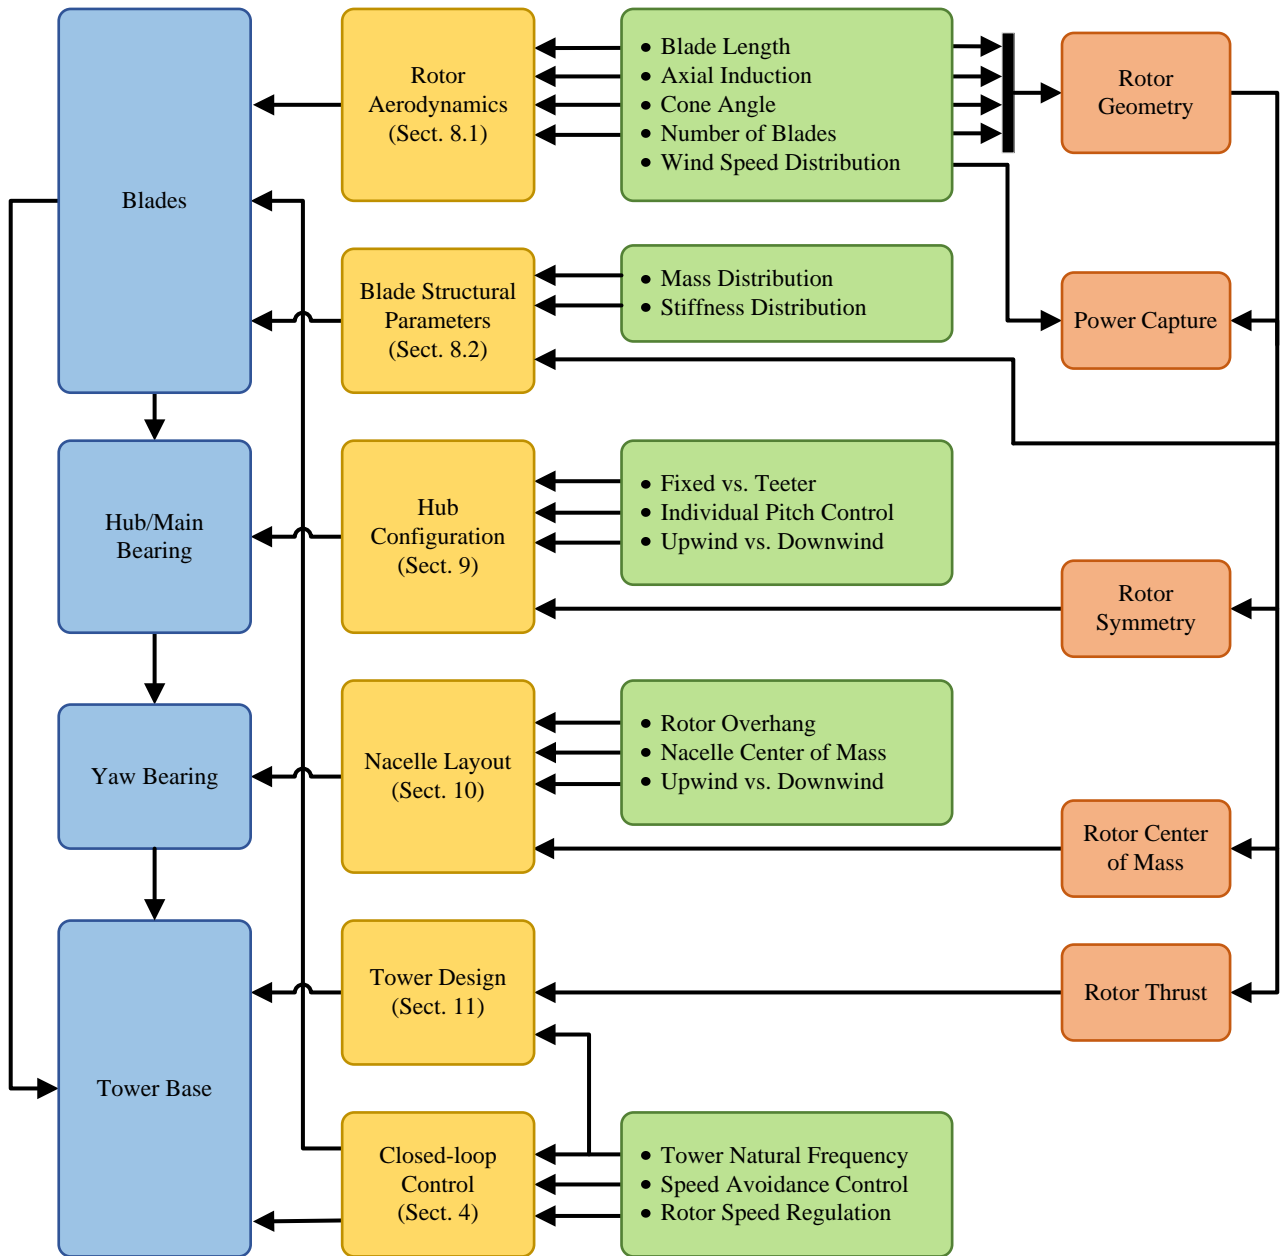 Blades
Rotor
Aerodynamics
(Sect. 8.1)
• Blade Length
• Axial Induction
• Cone Angle
• Number of Blades
• Wind Speed Distribution
Rotor
Geometry
Blade Structural
Parameters
(Sect. 8.2)
• Mass Distribution
• Stiffness Distribution
Power Capture
Hub/Main
Bearing
Hub
Configuration
(Sect. 9)
• Fixed vs. Teeter
• Individual Pitch Control
• Upwind vs. Downwind
Rotor
Symmetry
Yaw Bearing
Nacelle Layout
(Sect. 10)
• Rotor Overhang
• Nacelle Center of Mass
• Upwind vs. Downwind
Rotor Center
of Mass
Tower Base
Tower Design
(Sect. 11)
Rotor Thrust
Closed-loop
Control
(Sect. 4)
• Tower Natural Frequency
• Speed Avoidance Control
• Rotor Speed Regulation